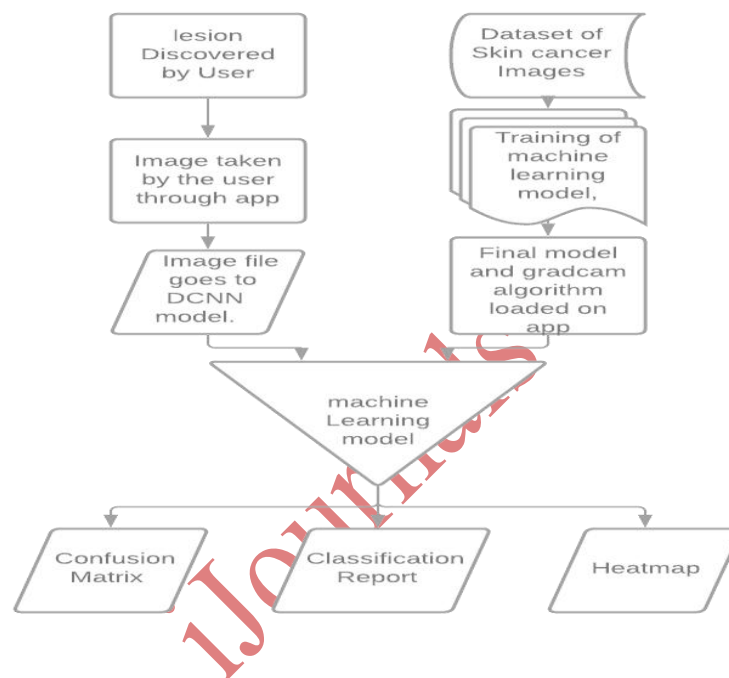 lesion
Discovered
by User
Dataset of
Skin cancer
Images
Image taken
by the user
through app
Training of
machine
learning
model,
Image file
goes to
DCNN
model.
Final model
and gradcam
algorithm
loaded on
app
machine
Learning
model
Confusion
Matrix
Classification
Report
Heatmap
iJournals